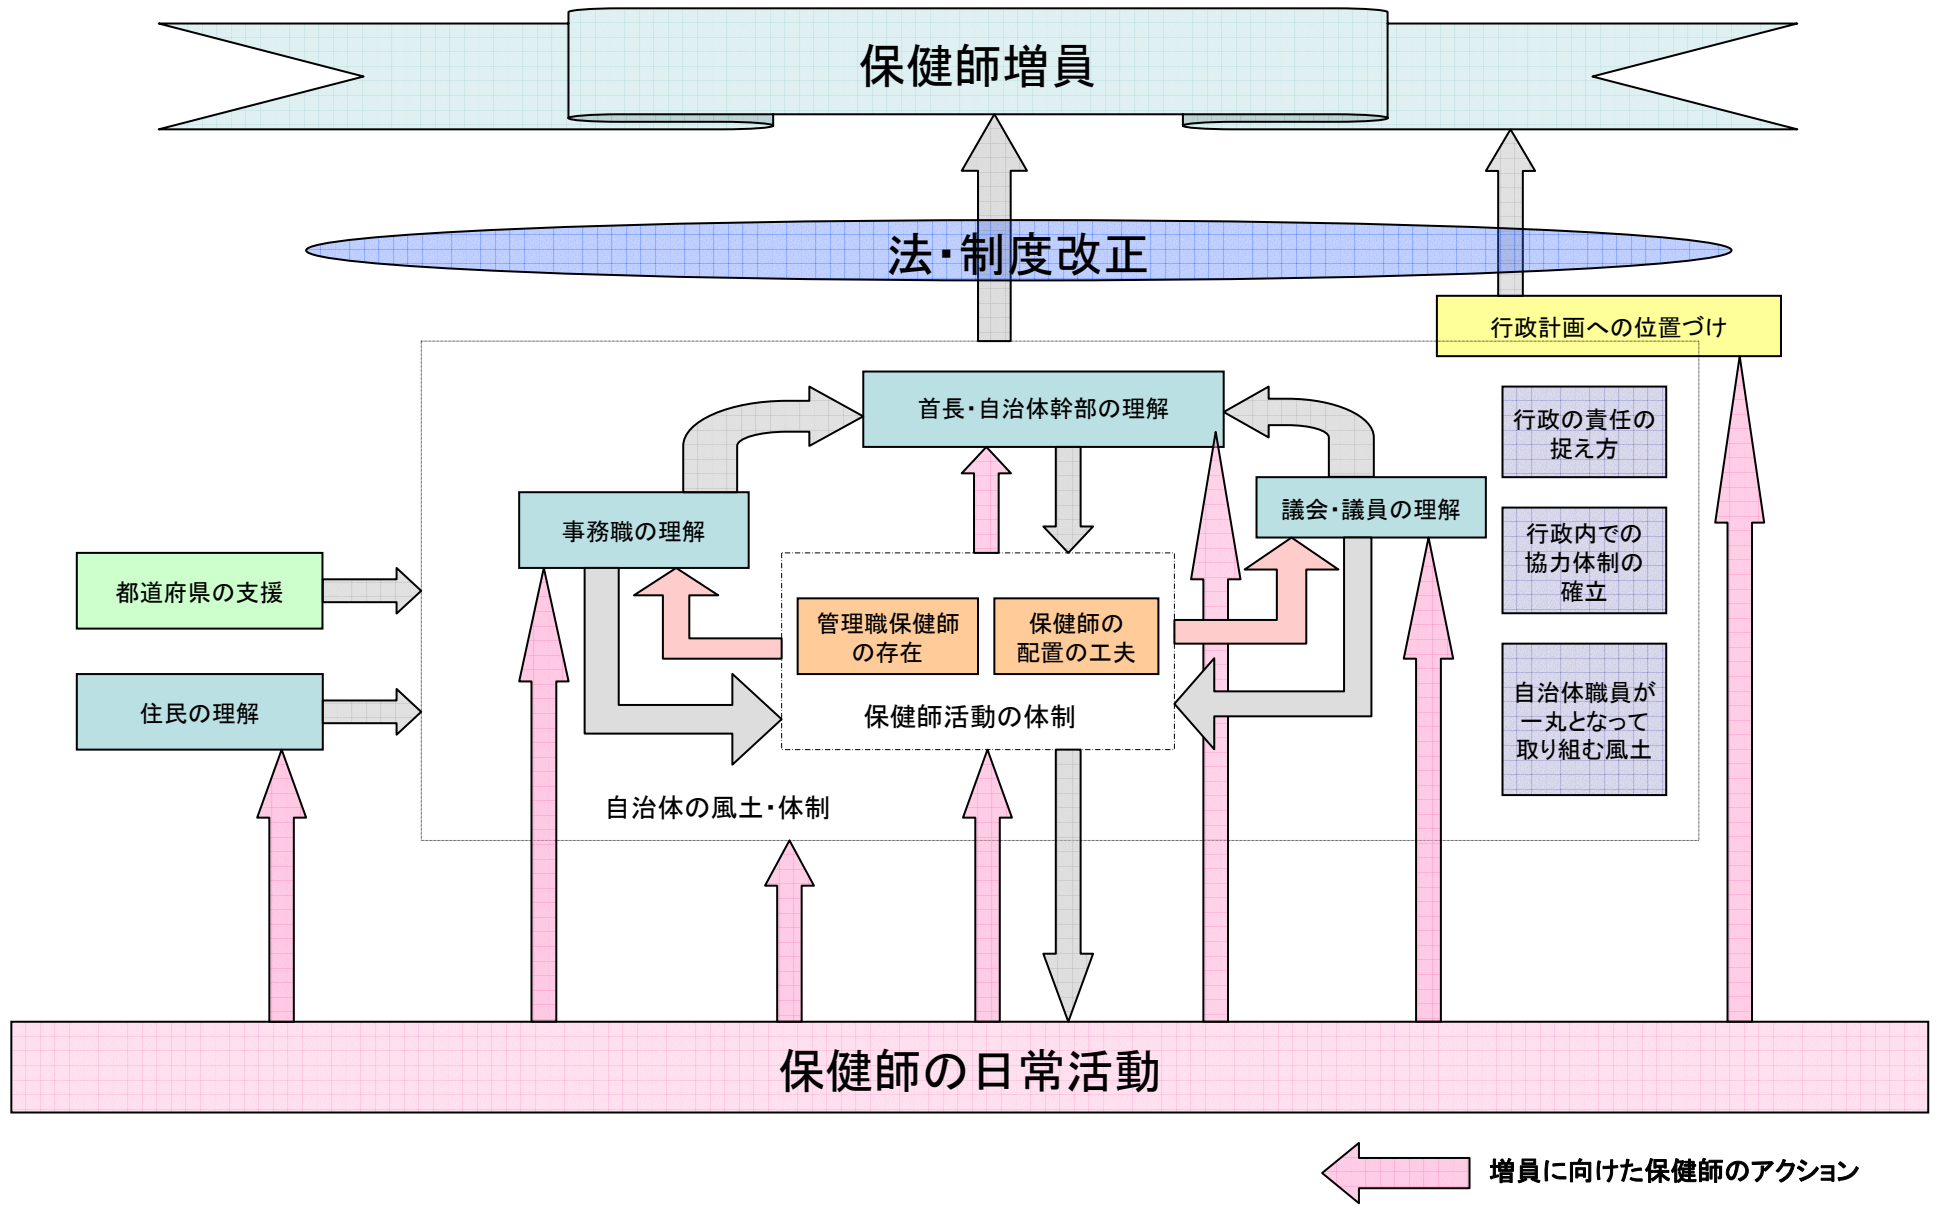 保健師増員
法・制度改正
行政計画への位置づけ
首長・自治体幹部の理解
行政の責任の
捉え方
事務職の理解
議会・議員の理解
行政内での
協力体制の
確立
都道府県の支援
管理職保健師
の存在
保健師の
配置の工夫
住民の理解
保健師活動の体制
自治体職員が
一丸となって
取り組む風土
自治体の風土・体制
保健師の日常活動
増員に向けた保健師のアクション